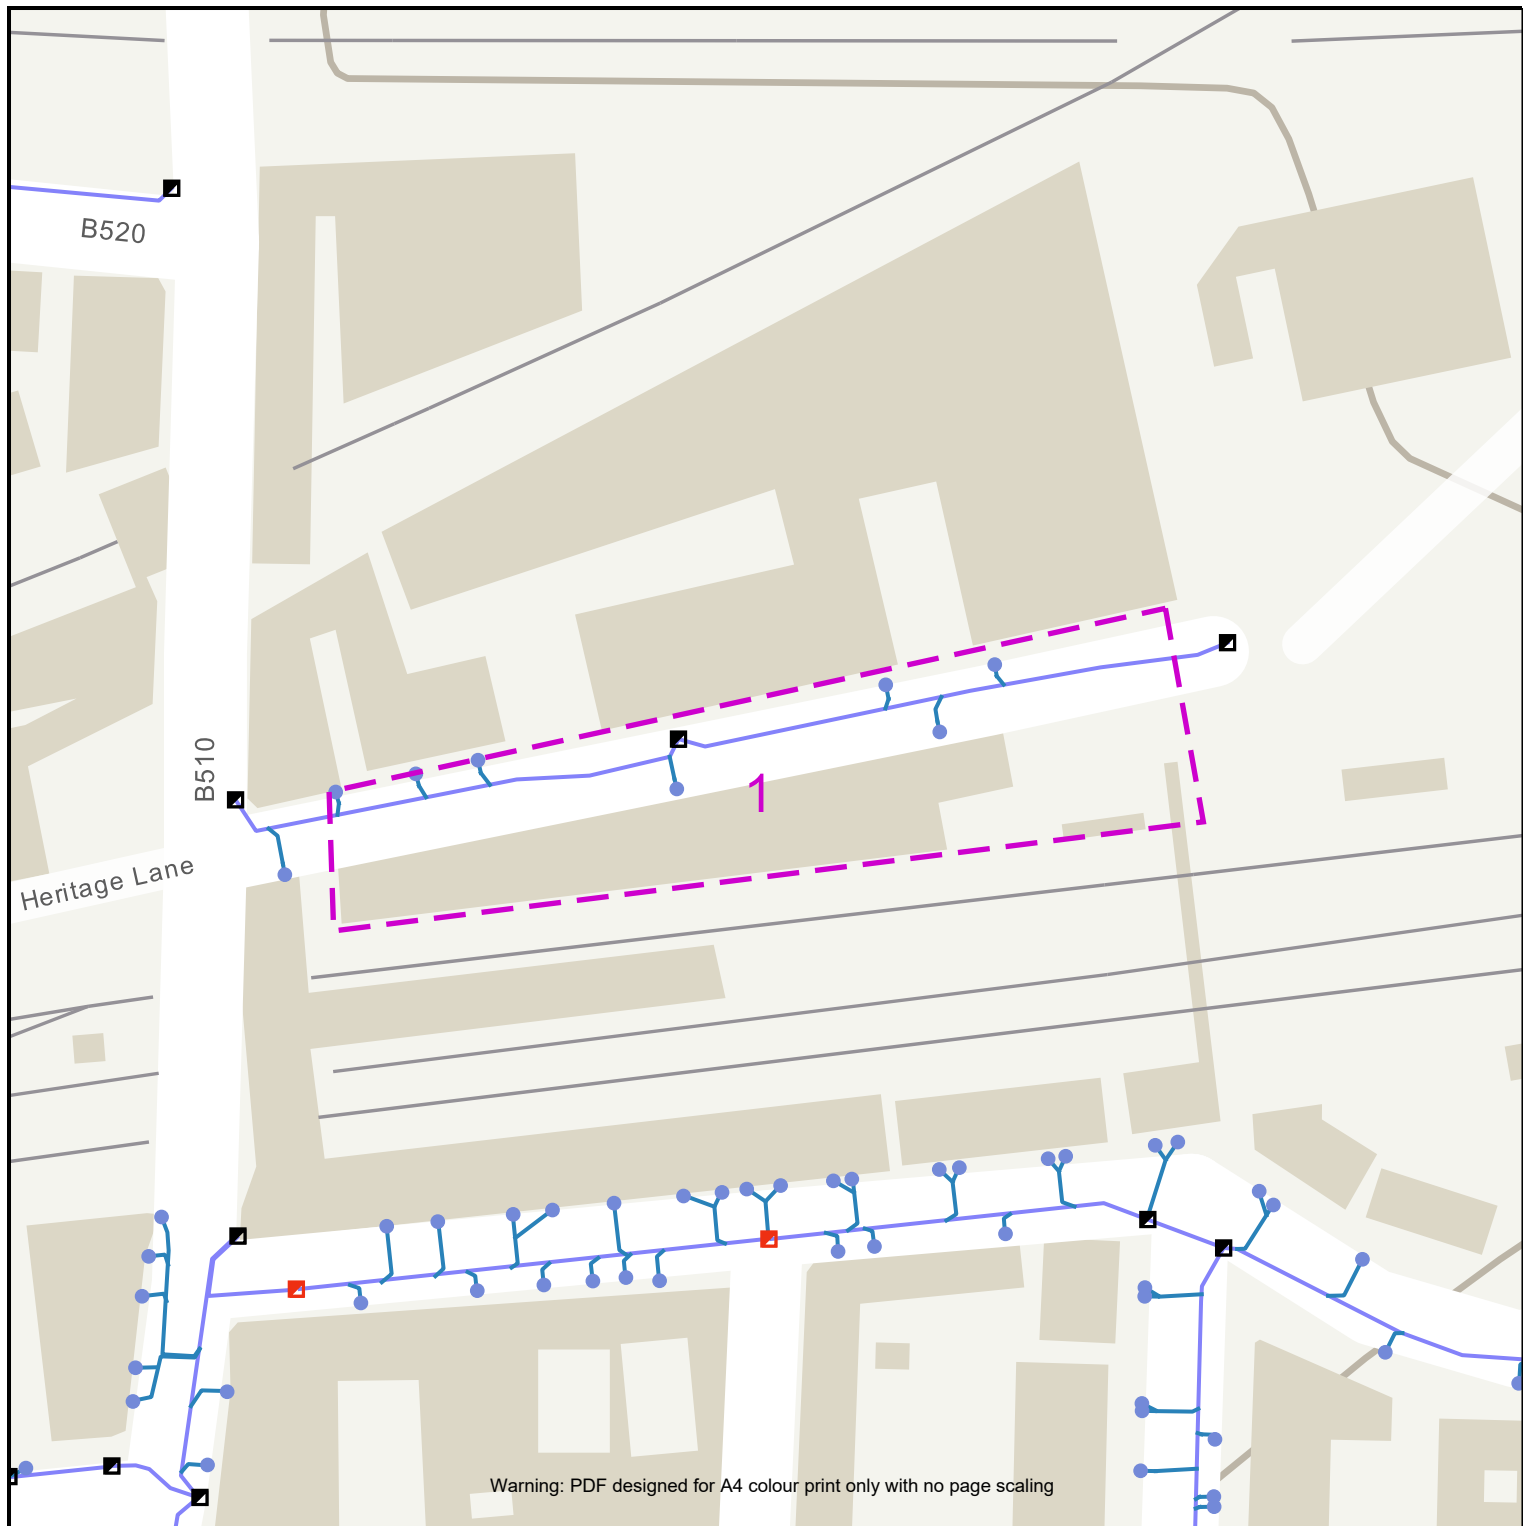 B520
B510
1
Heritage Lane
Warning: PDF designed for A4 colour print only with no page scaling